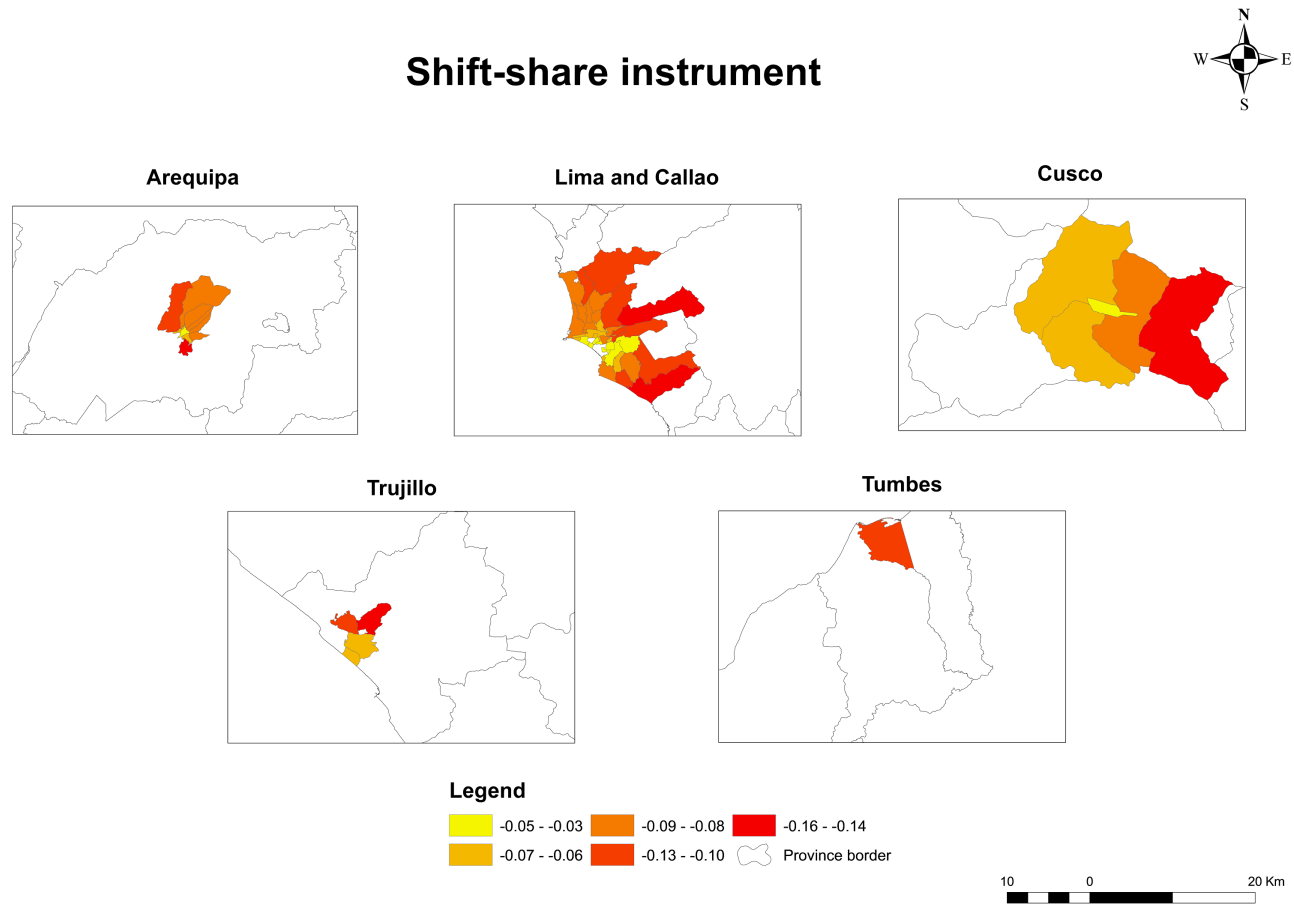 N
Shift-share instrument
W E
S
Arequipa
Lima and Callao
Cusco
Trujillo
Tumbes
Legend
-0.05 - -0.03 -0.09 - -0.08 -0.16 - -0.14
-0.07 - -0.06 -0.13 - -0.10 Province border
10 0 20 Km